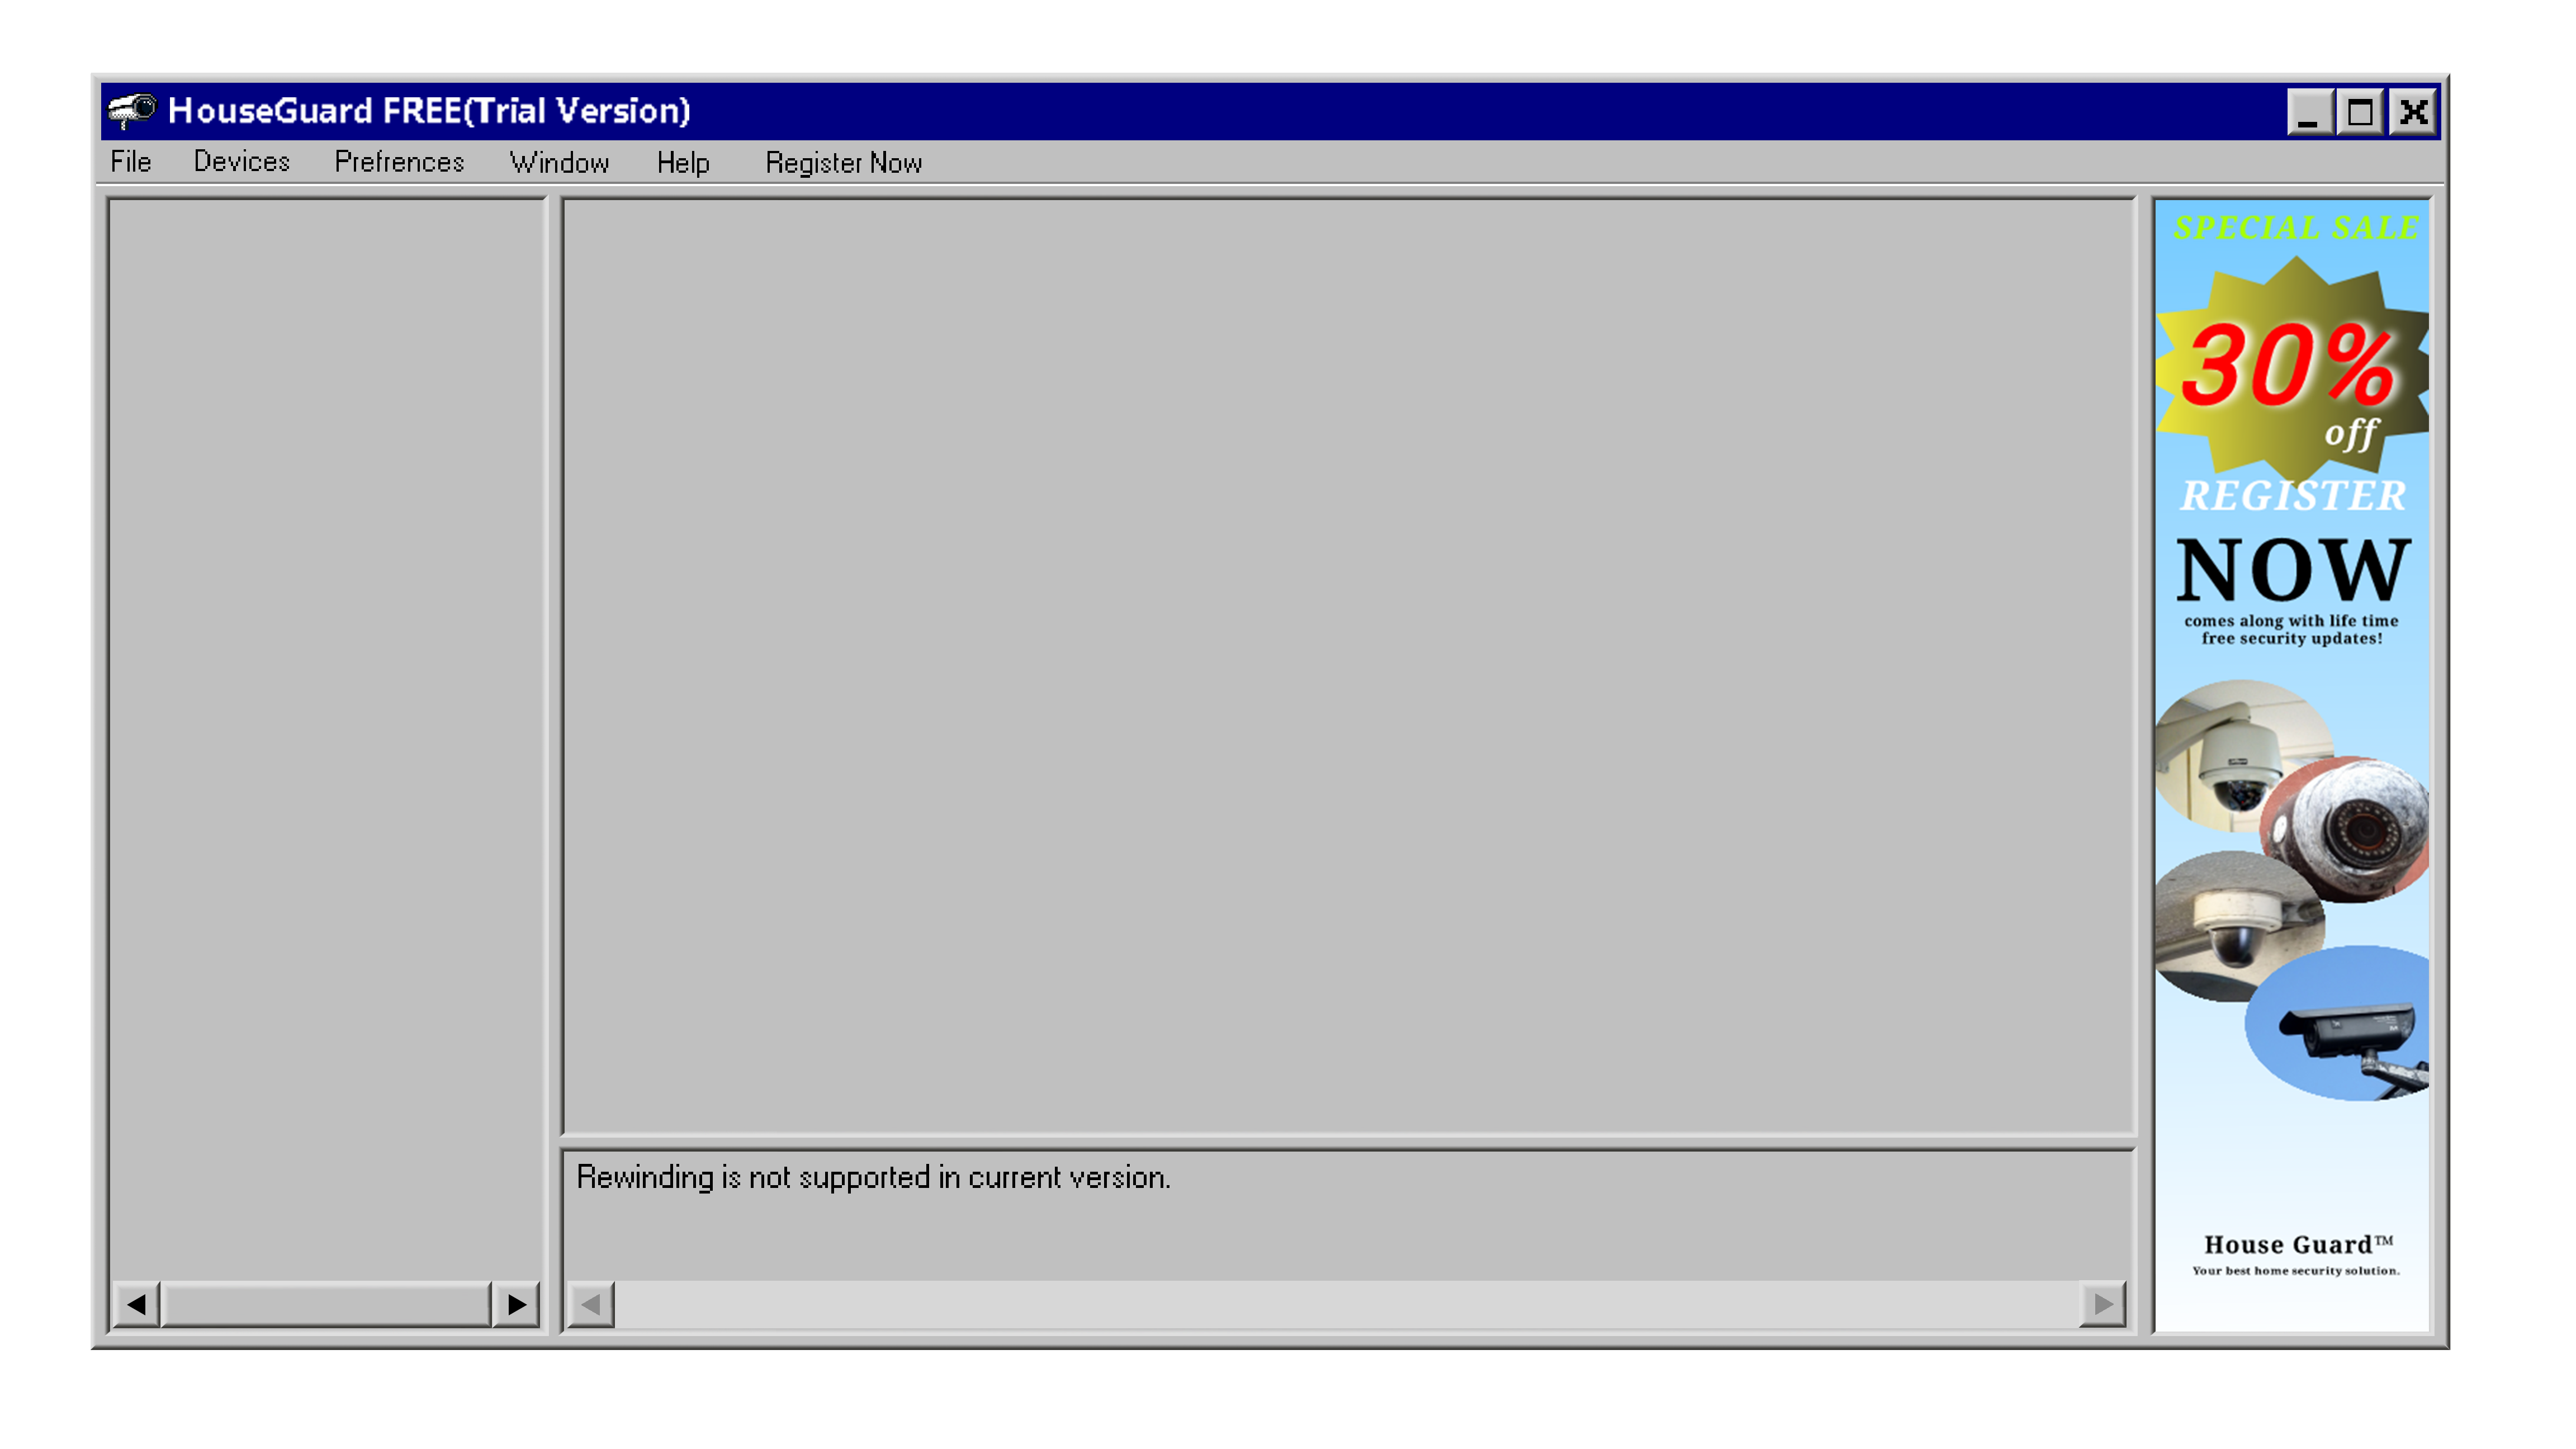 HouseGuard FREE(Trial Version)
File Devices Prefrences Window Help Register Now
SPECIAL SALE
30%
off
REGISTER
NOW
comes along with life time
free security updates!
Rewinding is not supported in current version.
House Guard™
Your best home security solution.